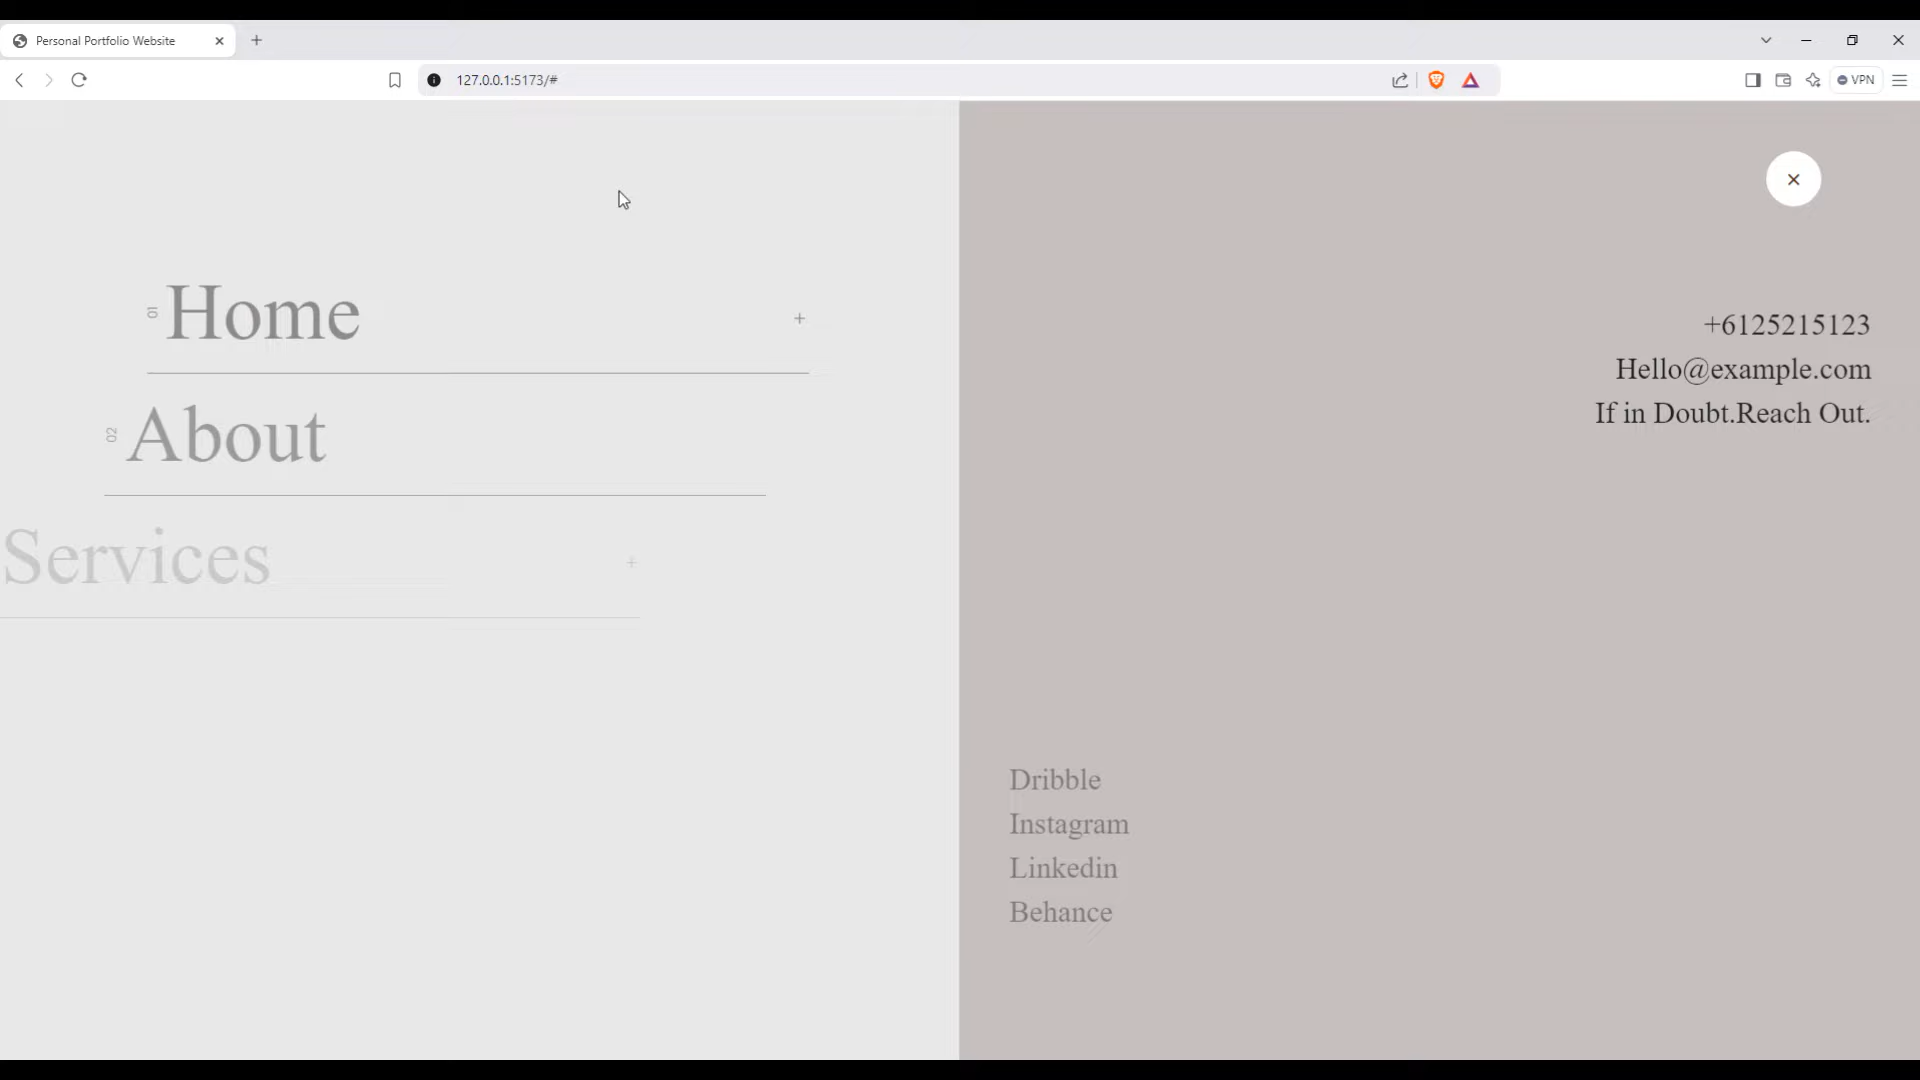 Personal Portfolio Website
127.0.0.1:5173/#
VPN
01 Home +
02 About
Services +
+6125215123
Hello@example.com
If in Doubt.Reach Out.
Dribble
Instagram
Linkedin
Behance